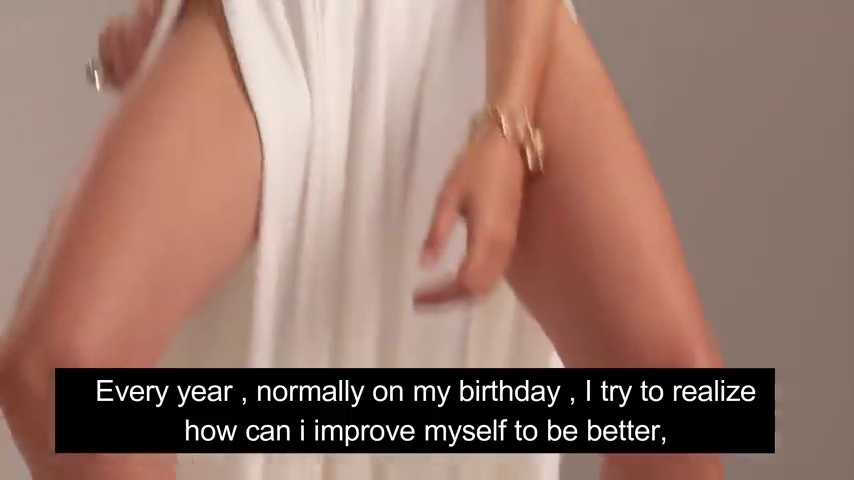 Every year , normally on my birthday , I try to realize
how can i improve myself to be better,